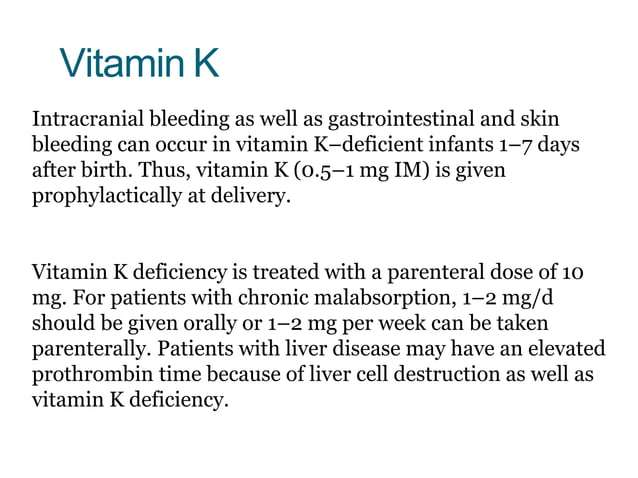 Vitamin K
Intracranial bleeding as well as gastrointestinal and skin
bleeding can occur in vitamin K–deficient infants 1–7 days
after birth. Thus, vitamin K (0.5–1 mg IM) is given
prophylactically at delivery.
Vitamin K deficiency is treated with a parenteral dose of 10
mg. For patients with chronic malabsorption, 1–2 mg/d
should be given orally or 1–2 mg per week can be taken
parenterally. Patients with liver disease may have an elevated
prothrombin time because of liver cell destruction as well as
vitamin K deficiency.